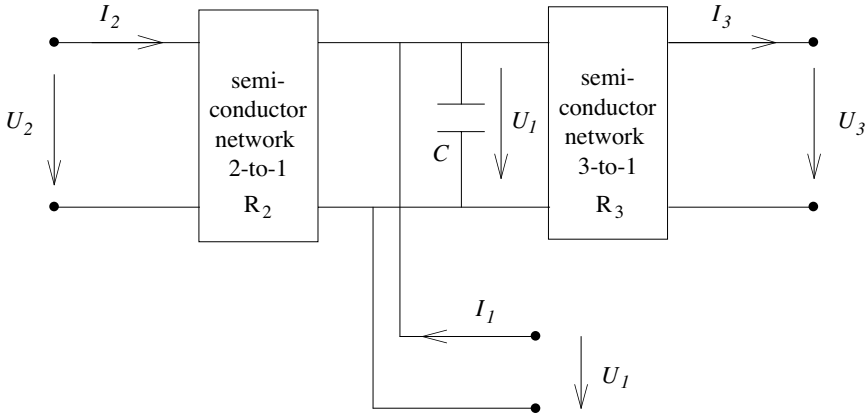 I2
I3
semi-
conductor
network
2-to-1
R2
U2
C
U1
semi-
conductor
network
3-to-1
R3
U3
I1
U1